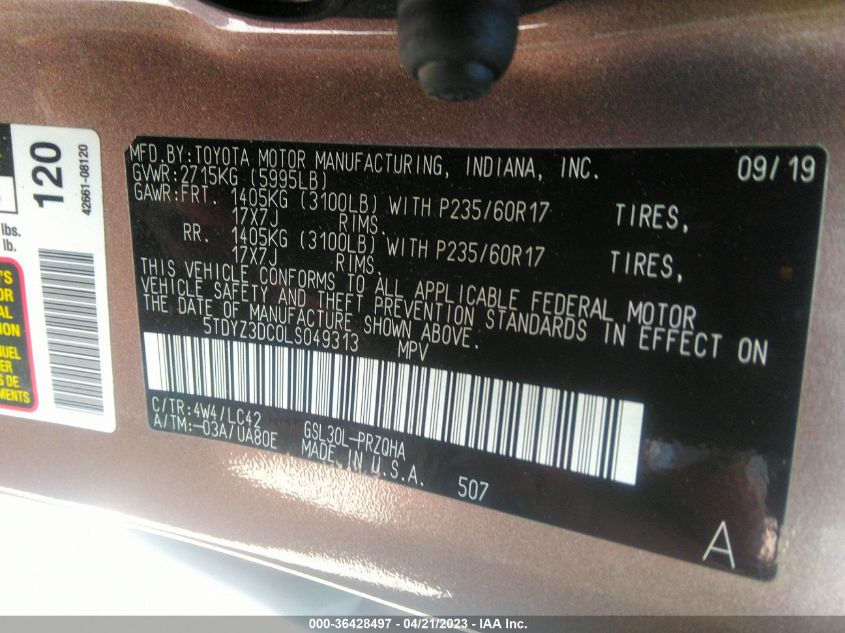 MFD. BY: TOYOTA MOTOR MANUFACTURING, INDIANA, INC. 09/19
GVWR: 2715KG (5995LB)
GAWR: FRT. 1405KG (3100LB) WITH P235/60R17 TIRES,
17X7J RIMS.
RR. 1405KG (3100LB) WITH P235/60R17 TIRES,
17X7J RIMS.
THIS VEHICLE CONFORMS TO ALL APPLICABLE FEDERAL MOTOR
VEHICLE SAFETY AND THEFT PREVENTION STANDARDS IN EFFECT ON
THE DATE OF MANUFACTURE SHOWN ABOVE.
5TDYZ3DC0LS049313 MPV
C/TR: 4W4/LC42 GSL30L-PRZQHA
A/TM: -03A/UA80E MADE IN U.S.A. 507
A
120
42661-08120
lbs.
lb.
000-36428497 - 04/21/2023 - IAA Inc.